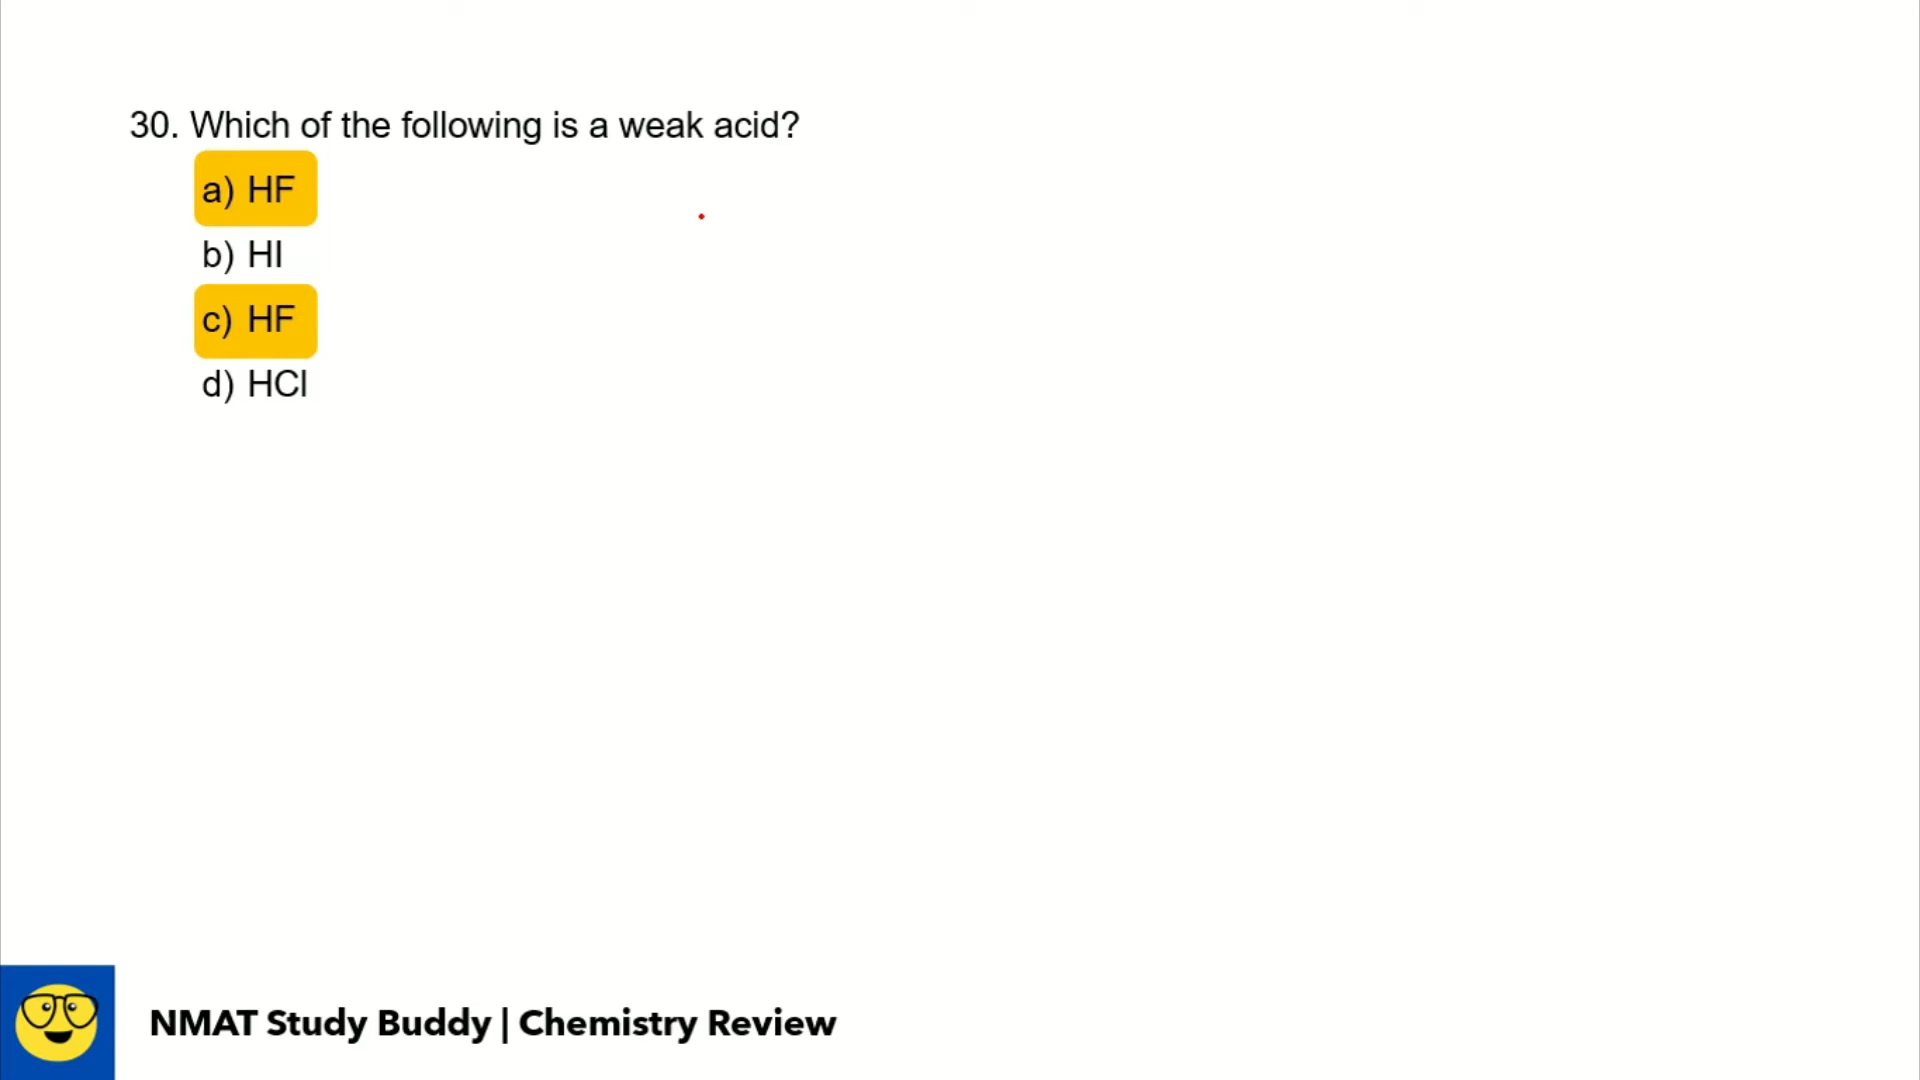 30. Which of the following is a weak acid?
a) HF
b) HI
c) HF
d) HCl
NMAT Study Buddy | Chemistry Review